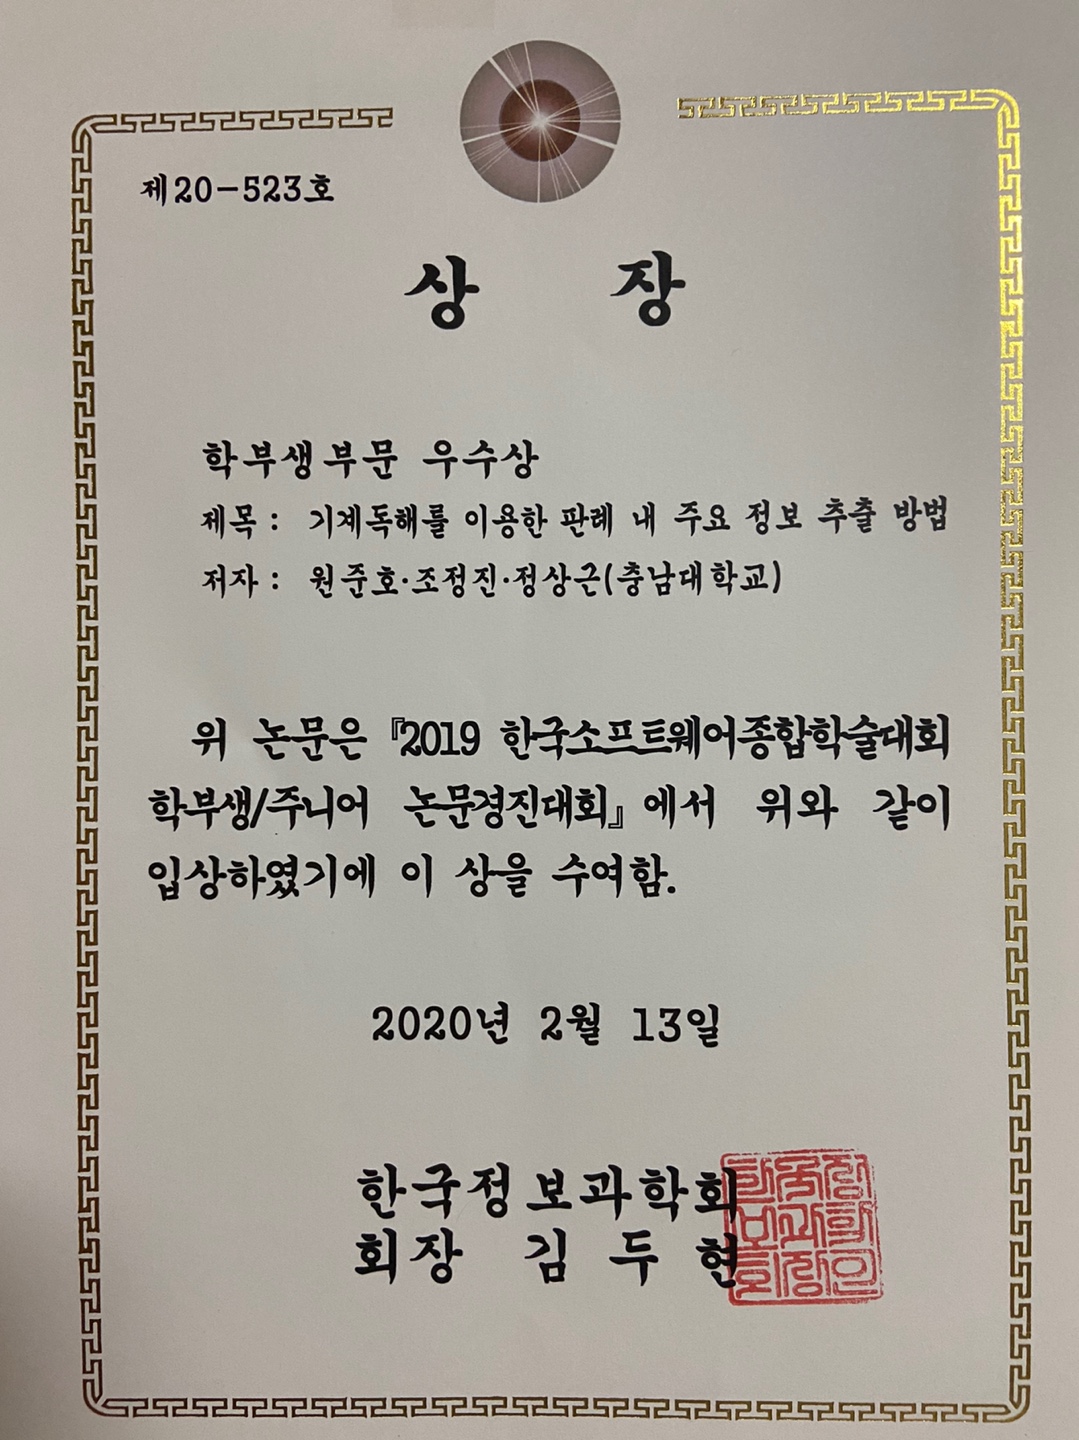 제20-523호
상 장
학부생부문 우수상
제목 : 기계독해를 이용한 판례 내 주요 정보 추출 방법
저자 : 원준호·조정진·정상근(충남대학교)
위 논문은 『2019 한국소프트웨어종합학술대회
학부생/주니어 논문경진대회』에서 위와 같이
입상하였기에 이 상을 수여함.
2020년 2월 13일
한국정보과학회
회장 김 두 현
한국정
보과학
회장인